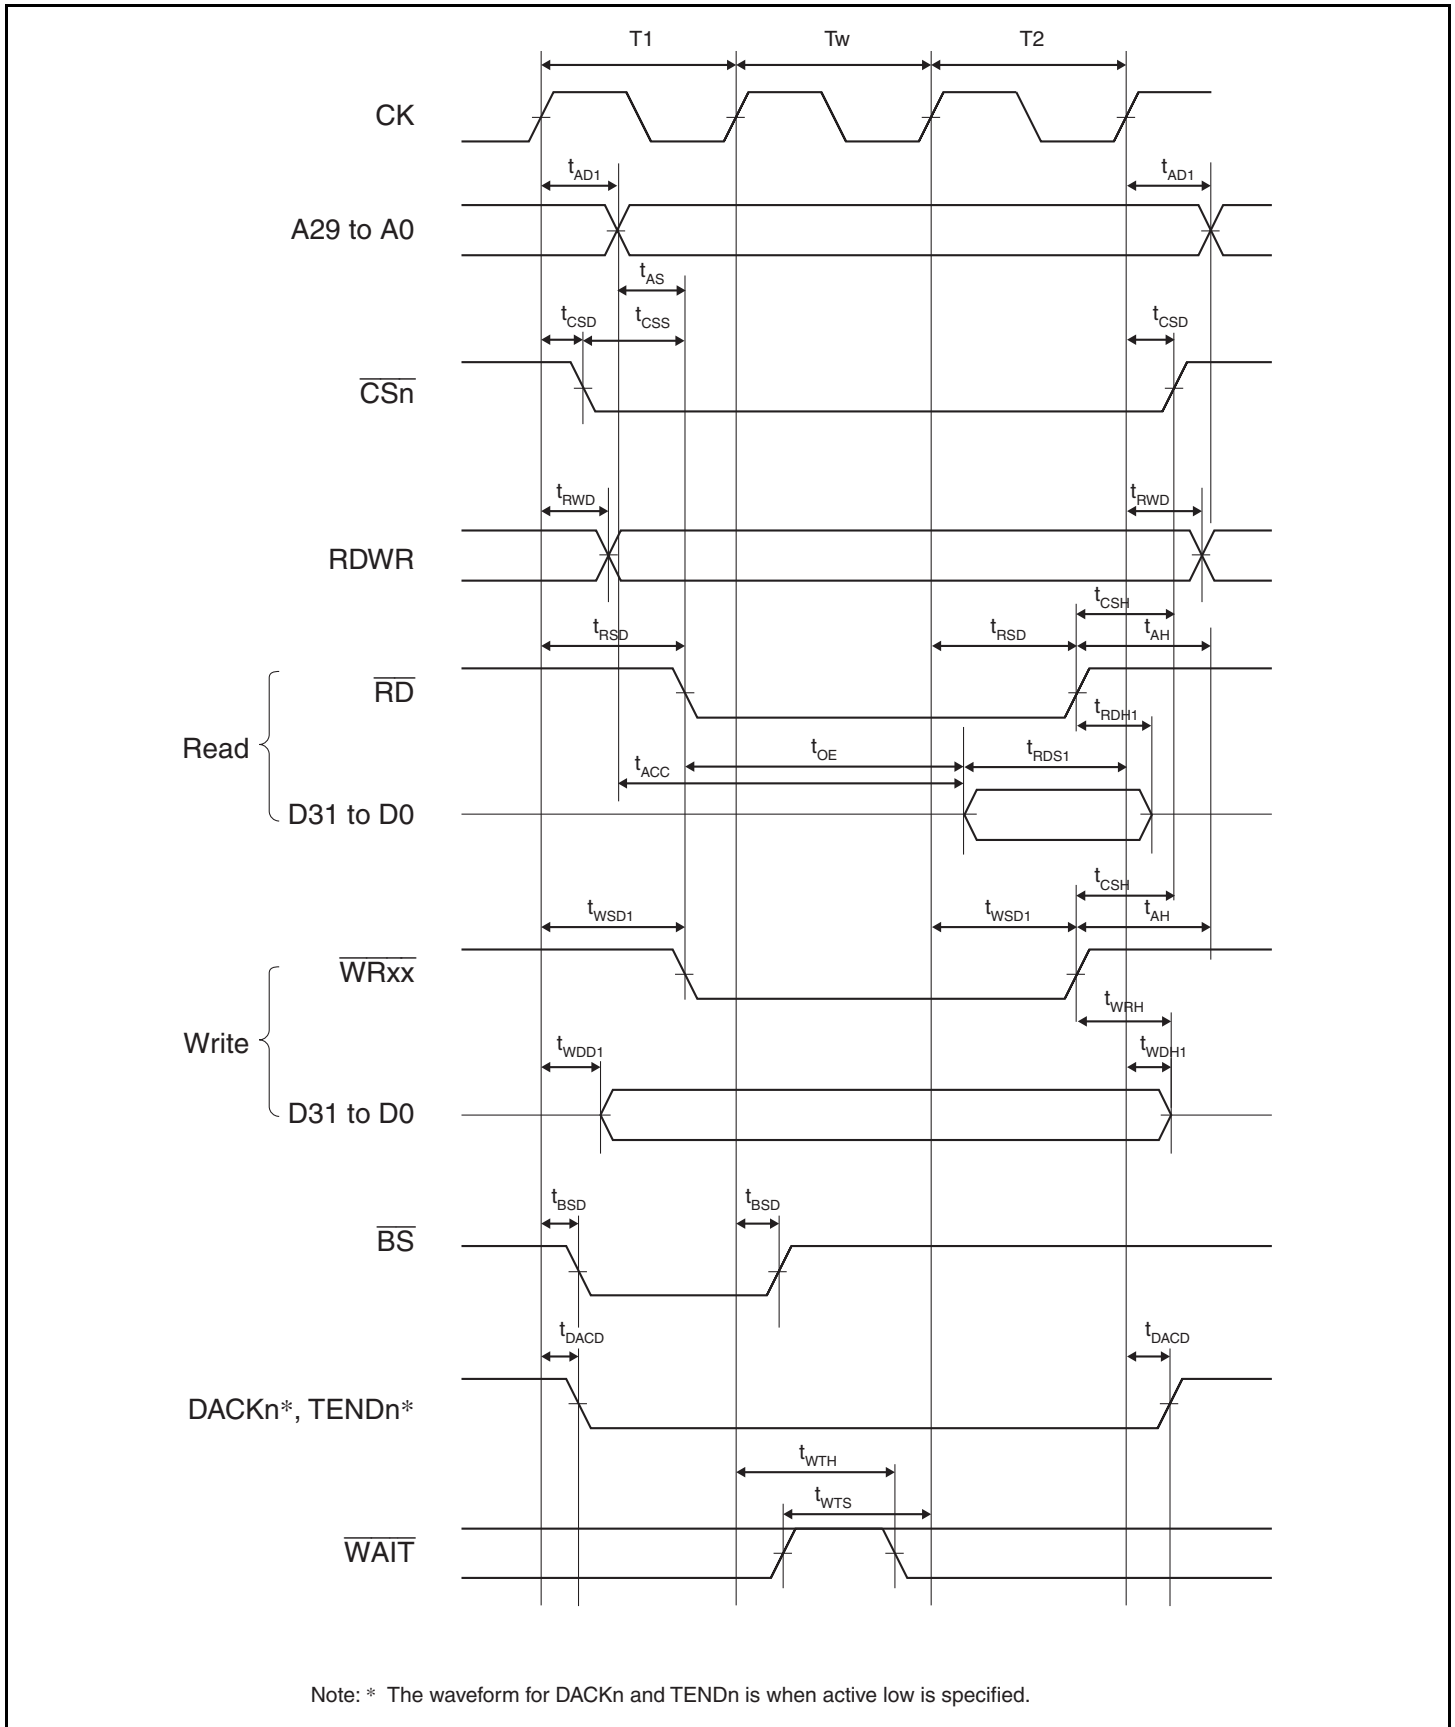 T1 Tw T2
CK
tAD1 tAD1
A29 to A0
tAS
tCSD tCSS tCSD
CSn
tRWD tRWD
RDWR
tCSH
tRSD tRSD tAH
RD
tRDH1
Read
tOE tRDS1
tACC
D31 to D0
tCSH
tWSD1 tWSD1 tAH
WRxx
tWRH
Write
tWDD1 tWDH1
D31 to D0
tBSD tBSD
BS
tDACD tDACD
DACKn*, TENDn*
tWTH
tWTS
WAIT
Note: * The waveform for DACKn and TENDn is when active low is specified.